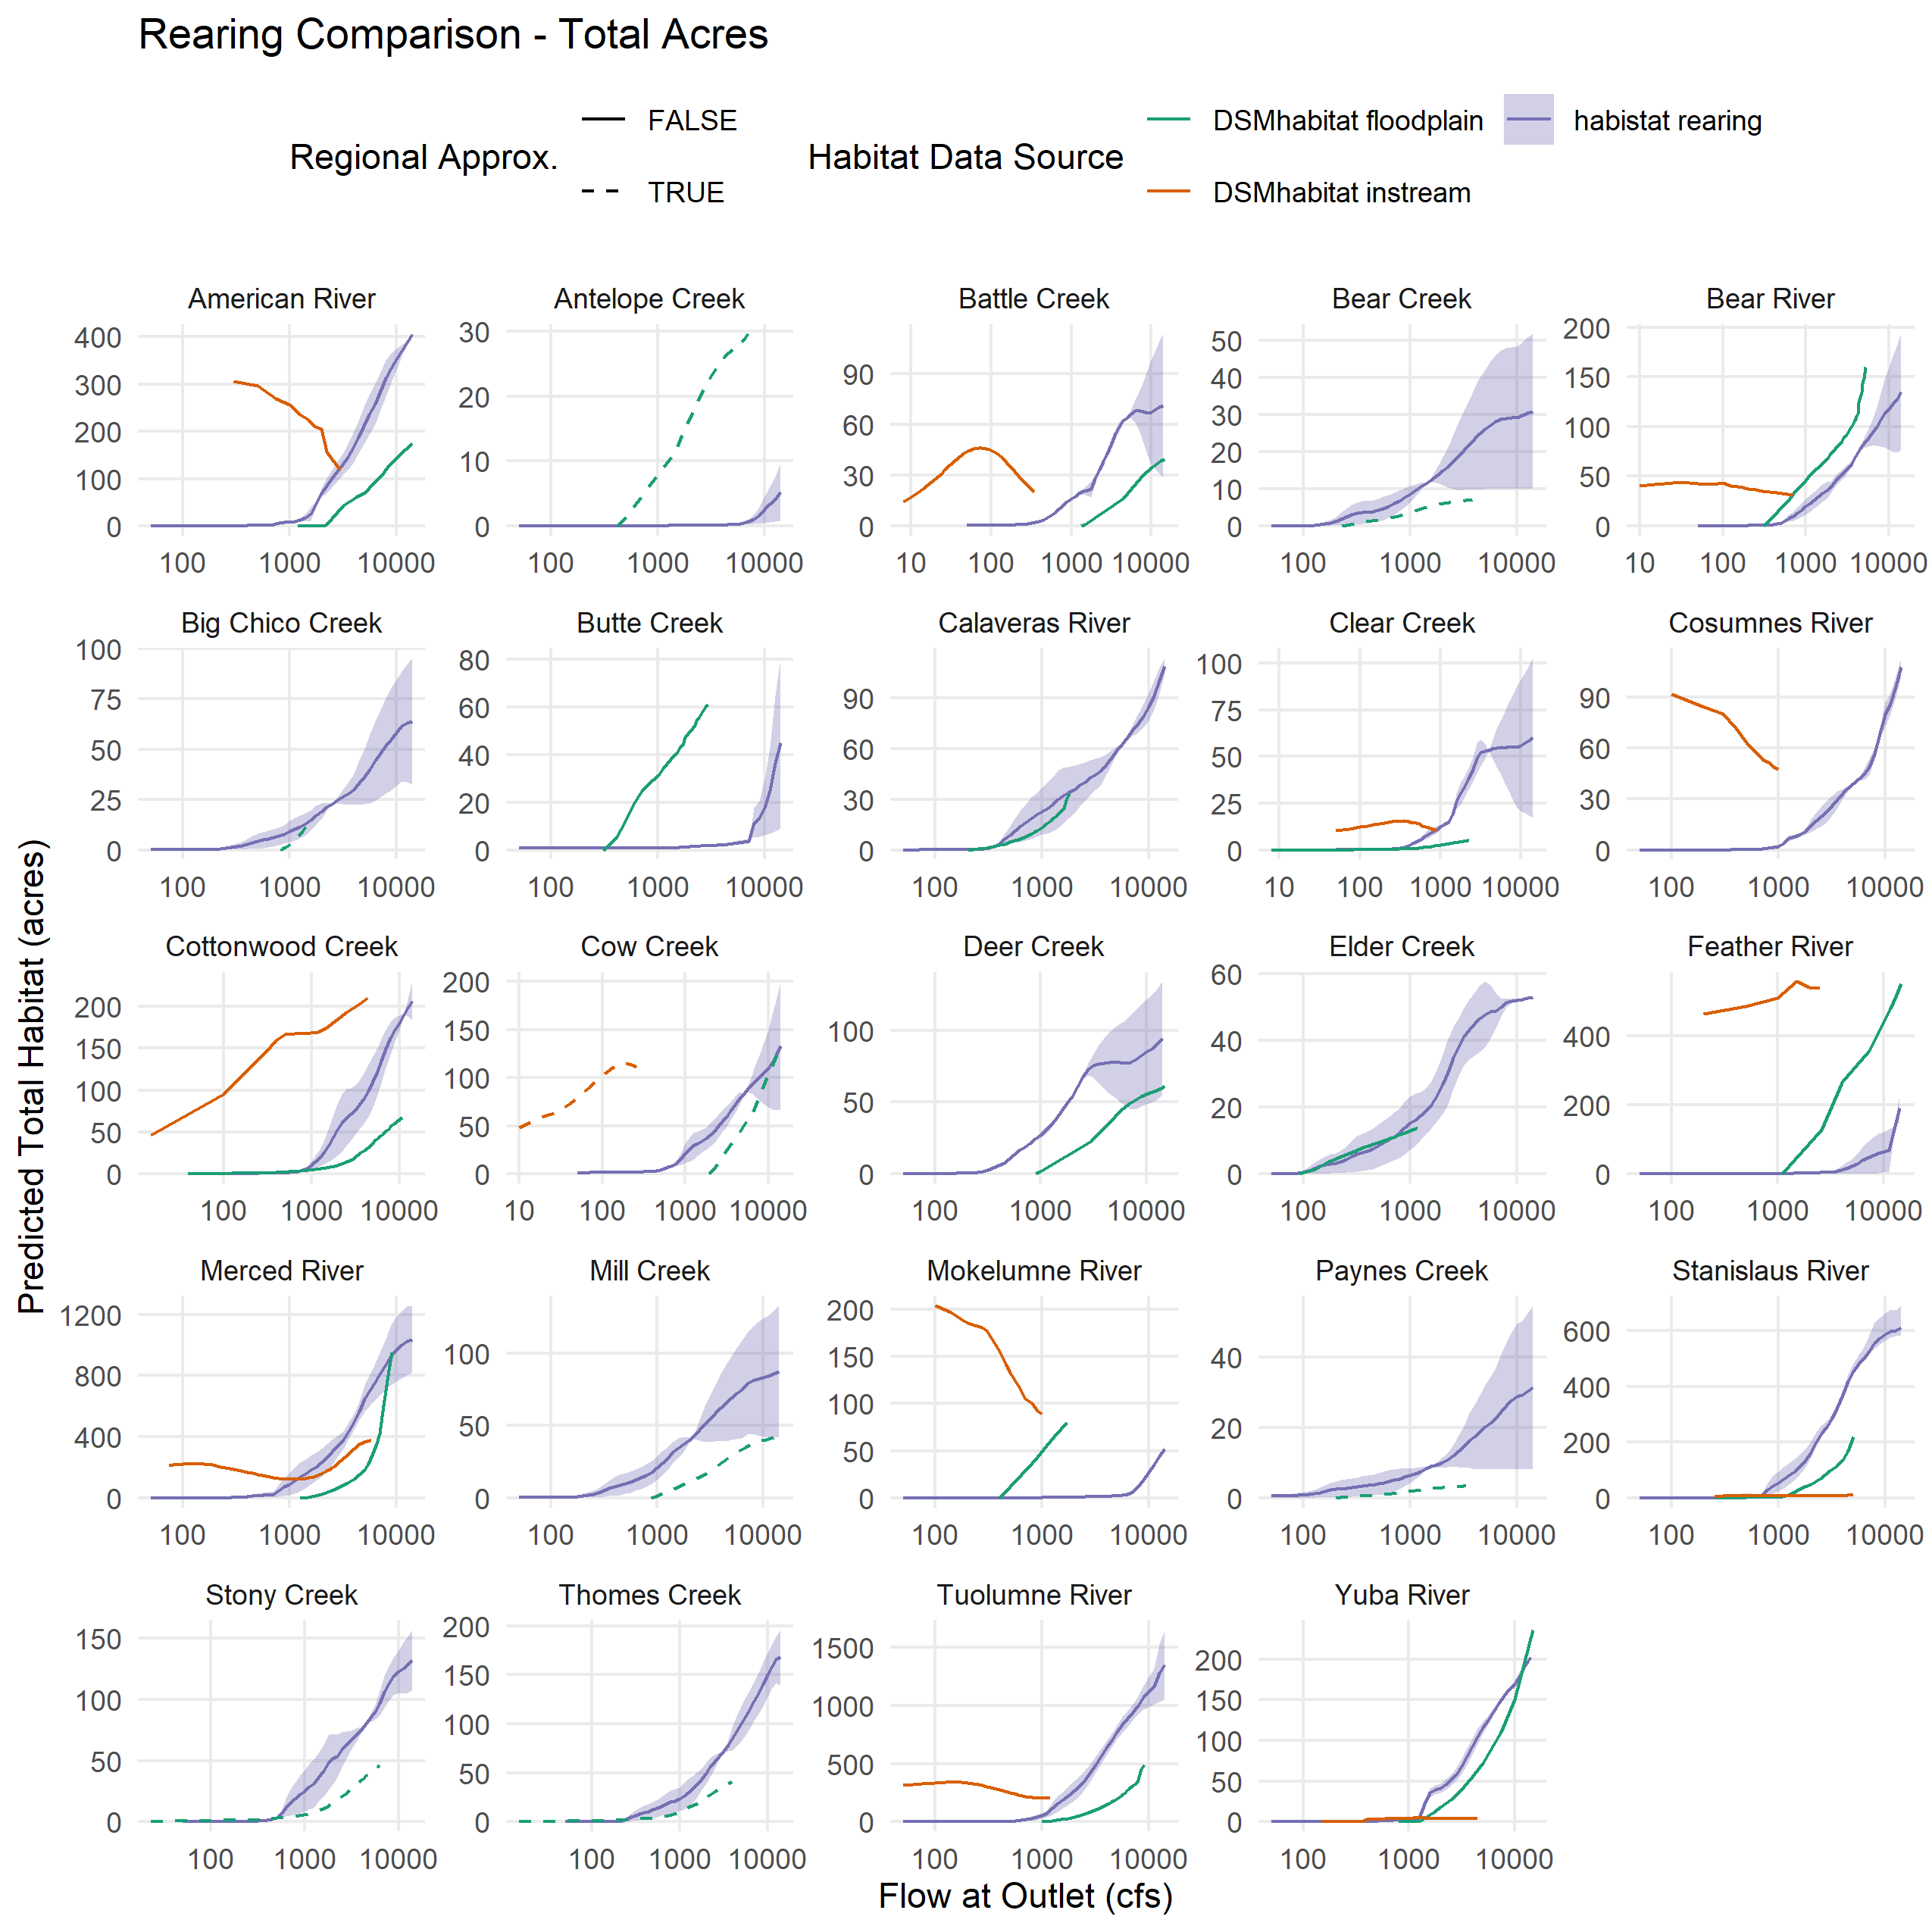 Rearing Comparison - Total Acres
Regional Approx.
FALSE
TRUE
Habitat Data Source
DSMhabitat floodplain
habistat rearing
DSMhabitat instream
American River
Antelope Creek
Battle Creek
Bear Creek
Bear River
400
300
200
100
0
100 1000 10000
30
20
10
0
100 1000 10000
90
60
30
0
10 100 1000 10000
50
40
30
20
10
0
100 1000 10000
200
150
100
50
0
10 100 1000 10000
Big Chico Creek
Butte Creek
Calaveras River
Clear Creek
Cosumnes River
100
75
50
25
0
100 1000 10000
80
60
40
20
0
100 1000 10000
90
60
30
0
100 1000 10000
100
75
50
25
0
10 100 1000 10000
90
60
30
0
100 1000 10000
Cottonwood Creek
Cow Creek
Deer Creek
Elder Creek
Feather River
200
150
100
50
0
100 1000 10000
200
150
100
50
0
10 100 1000 10000
100
50
0
100 1000 10000
60
40
20
0
100 1000 10000
400
200
0
100 1000 10000
Merced River
Mill Creek
Mokelumne River
Paynes Creek
Stanislaus River
1200
800
400
0
100 1000 10000
100
50
0
100 1000 10000
200
150
100
50
0
100 1000 10000
40
20
0
100 1000 10000
600
400
200
0
100 1000 10000
Stony Creek
Thomes Creek
Tuolumne River
Yuba River
150
100
50
0
100 1000 10000
200
150
100
50
0
100 1000 10000
1500
1000
500
0
100 1000 10000
200
150
100
50
0
100 1000 10000
Predicted Total Habitat (acres)
Flow at Outlet (cfs)